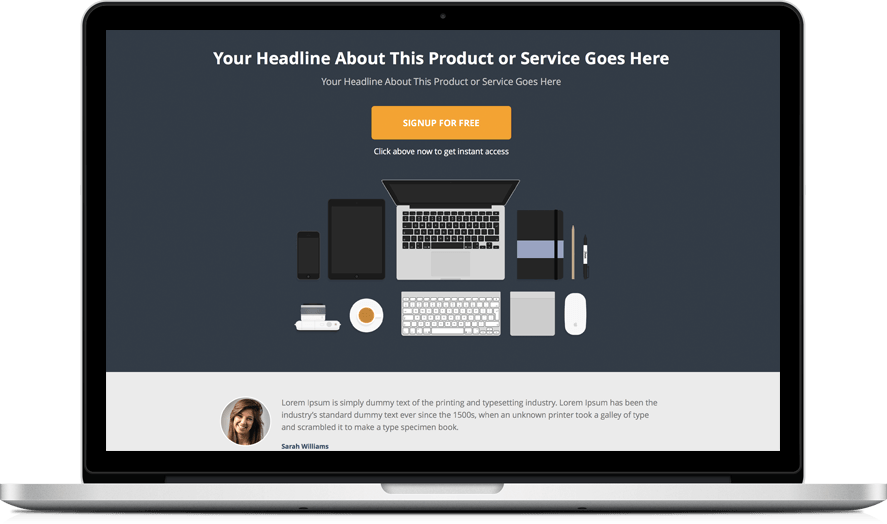 Your Headline About This Product or Service Goes Here
Your Headline About This Product or Service Goes Here
SIGNUP FOR FREE
Click above now to get instant access
Lorem Ipsum is simply dummy text of the printing and typesetting industry. Lorem Ipsum has been the
industry's standard dummy text ever since the 1500s, when an unknown printer took a galley of type
and scrambled it to make a type specimen book.
Sarah Williams